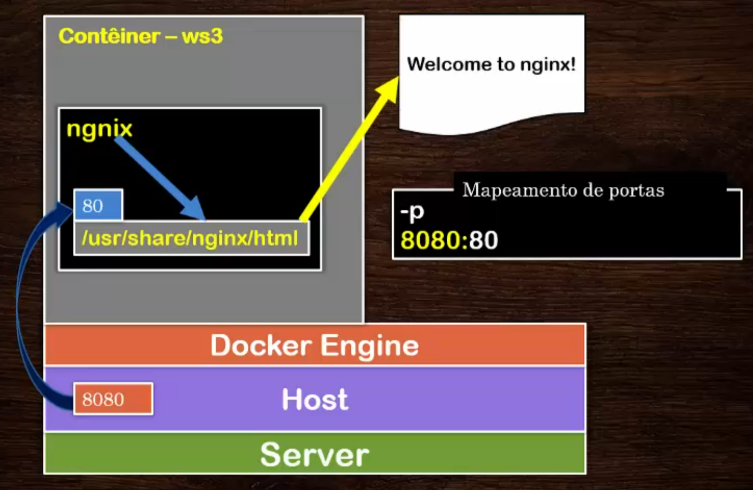 Contêiner – ws3
Welcome to nginx!
ngnix
80
/usr/share/nginx/html
Mapeamento de portas
-p
8080:80
Docker Engine
8080
Host
Server